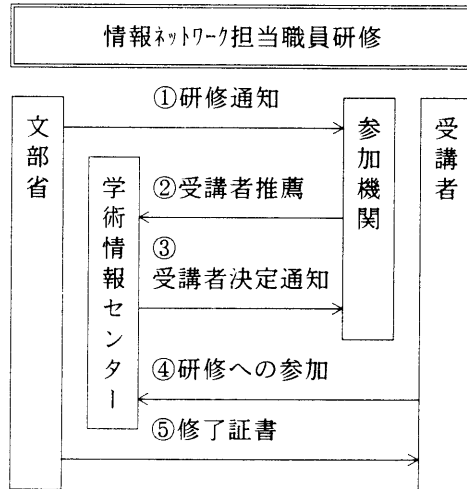 情報ﾈｯﾄﾜｰｸ担当職員研修
①研修通知
文部省
参加機関
受講者
学術情報センター
②受講者推薦
③
受講者決定通知
④研修への参加
⑤修了証書